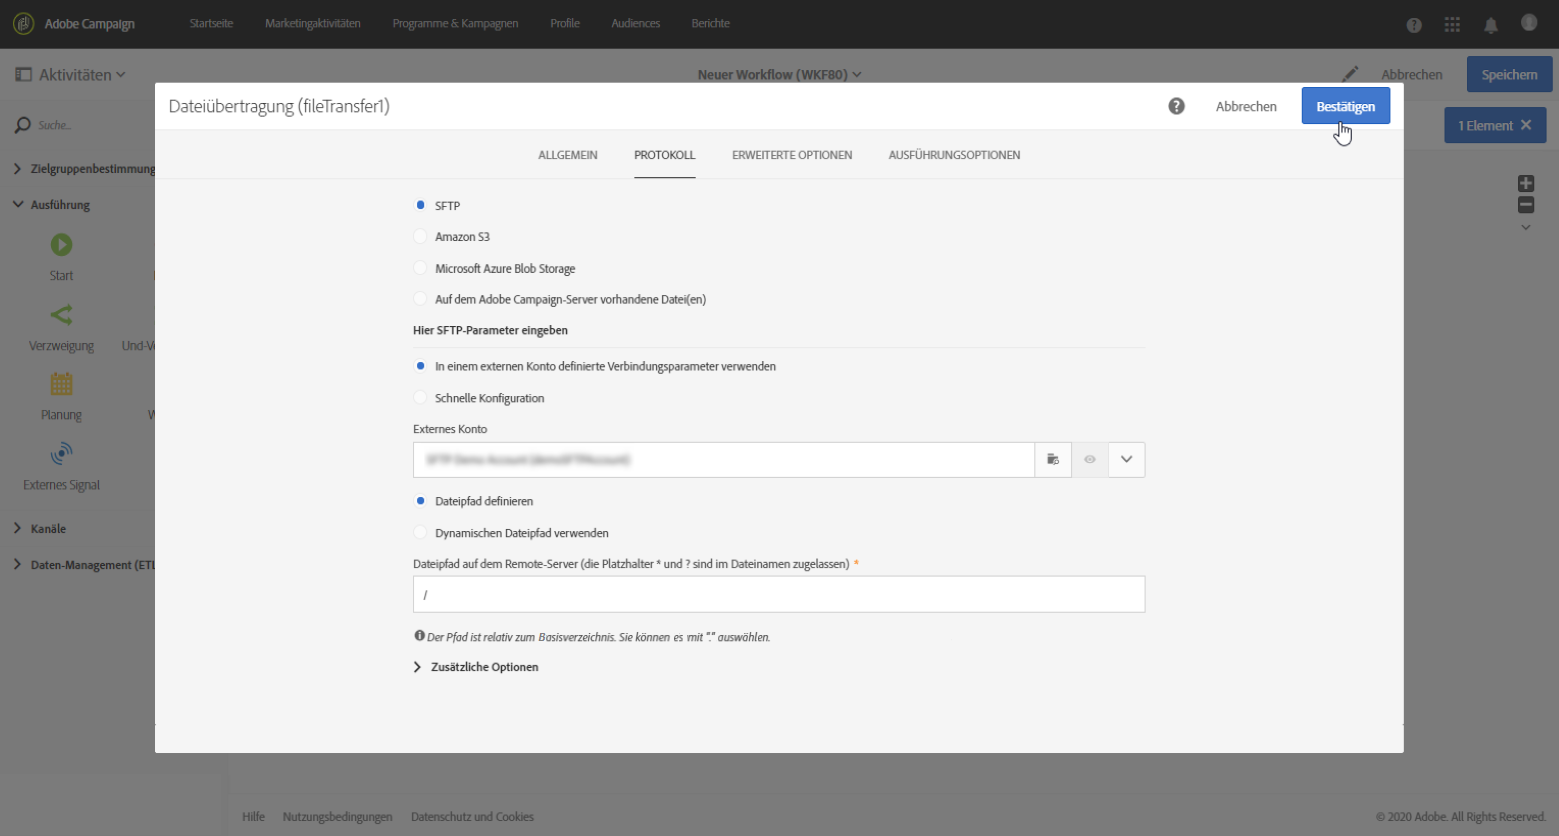 Adobe Campaign
Startseite
Marketingaktivitäten
Programme & Kampagnen
Profile
Audiences
Berichte
Aktivitäten
Neuer Workflow (WKF80)
Abbrechen
Speichern
Dateiübertragung (fileTransfer1)
Abbrechen
Bestätigen
Suche...
1 Element
ALLGEMEIN
PROTOKOLL
ERWEITERTE OPTIONEN
AUSFÜHRUNGSOPTIONEN
Zielgruppenbestimmung
Ausführung
Start
Verzweigung
Und-V
Planung
W
Externes Signal
Kanäle
Daten-Management (ETL
SFTP
Amazon S3
Microsoft Azure Blob Storage
Auf dem Adobe Campaign-Server vorhandene Datei(en)
Hier SFTP-Parameter eingeben
In einem externen Konto definierte Verbindungsparameter verwenden
Schnelle Konfiguration
Externes Konto
Dateipfad definieren
Dynamischen Dateipfad verwenden
Dateipfad auf dem Remote-Server (die Platzhalter * und ? sind im Dateinamen zugelassen) *
/
Der Pfad ist relativ zum Basisverzeichnis. Sie können es mit "." auswählen.
Zusätzliche Optionen
Hilfe
Nutzungsbedingungen
Datenschutz und Cookies
© 2020 Adobe. All Rights Reserved.